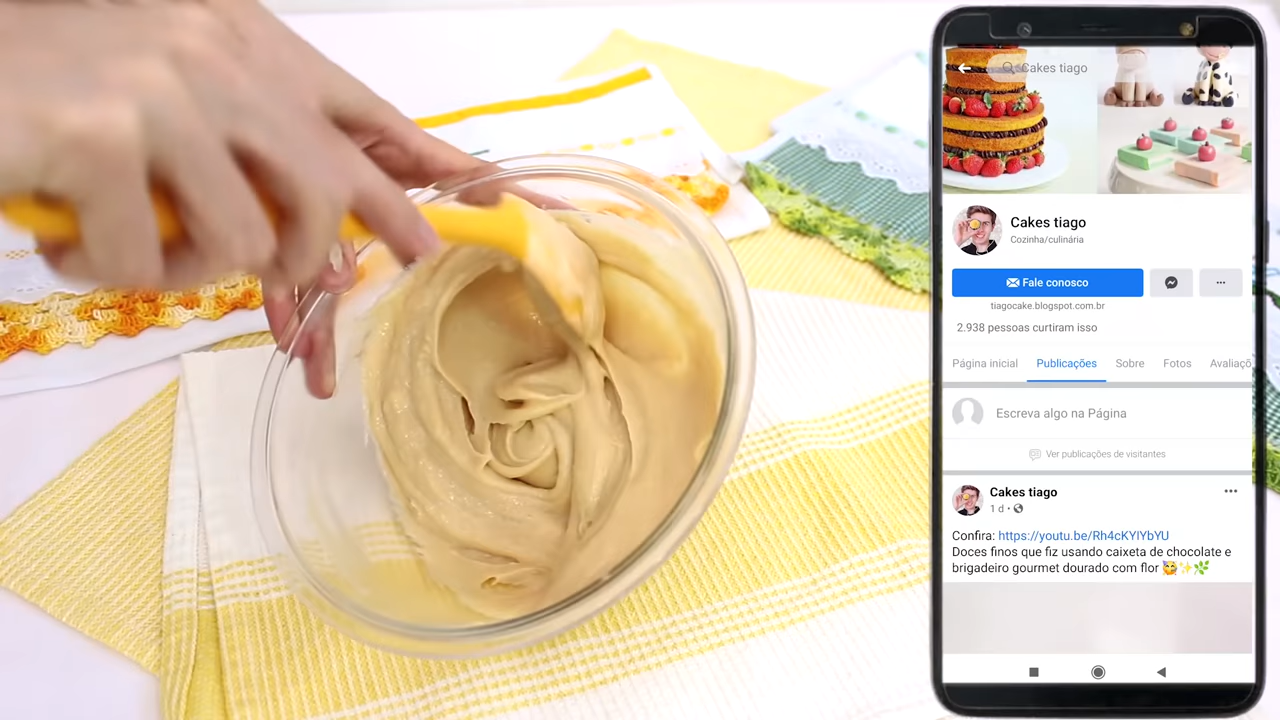 Cakes tiago
Cakes tiago
Cozinha/culinária
Fale conosco
tiagocake.blogspot.com.br
2.938 pessoas curtiram isso
Página inicial Publicações Sobre Fotos Avaliaçõ
Escreva algo na Página
Ver publicações de visitantes
Cakes tiago
1 d
Confira: https://youtu.be/Rh4cKYIYbYU
Doces finos que fiz usando caixeta de chocolate e
brigadeiro gourmet dourado com flor 🥰✨🌿